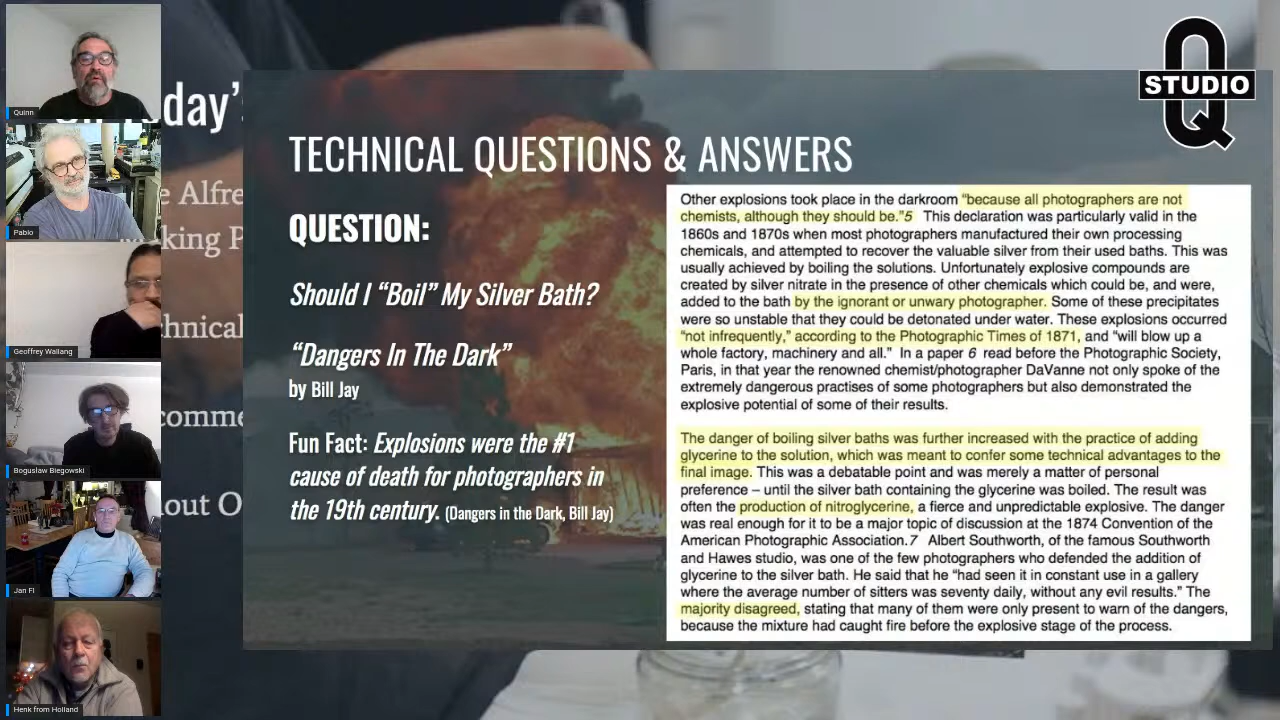 Quinn
Pablo
Geoffrey Waliang
Bogusław Biegowski
Jan Fl
Henk from Holland
day's
e Alfre
king P
hnical
comme
out O
STUDIO
Q
TECHNICAL QUESTIONS & ANSWERS
QUESTION:
Should I “Boil” My Silver Bath?
“Dangers In The Dark”
by Bill Jay
Fun Fact: Explosions were the #1
cause of death for photographers in
the 19th century. (Dangers in the Dark, Bill Jay)
Other explosions took place in the darkroom “because all photographers are not
chemists, although they should be.”5 This declaration was particularly valid in the
1860s and 1870s when most photographers manufactured their own processing
chemicals, and attempted to recover the valuable silver from their used baths. This was
usually achieved by boiling the solutions. Unfortunately explosive compounds are
created by silver nitrate in the presence of other chemicals which could be, and were,
added to the bath by the ignorant or unwary photographer. Some of these precipitates
were so unstable that they could be detonated under water. These explosions occurred
“not infrequently,” according to the Photographic Times of 1871, and “will blow up a
whole factory, machinery and all.” In a paper 6 read before the Photographic Society,
Paris, in that year the renowned chemist/photographer DaVanne not only spoke of the
extremely dangerous practises of some photographers but also demonstrated the
explosive potential of some of their results.
The danger of boiling silver baths was further increased with the practice of adding
glycerine to the solution, which was meant to confer some technical advantages to the
final image. This was a debatable point and was merely a matter of personal
preference – until the silver bath containing the glycerine was boiled. The result was
often the production of nitroglycerine, a fierce and unpredictable explosive. The danger
was real enough for it to be a major topic of discussion at the 1874 Convention of the
American Photographic Association.7 Albert Southworth, of the famous Southworth
and Hawes studio, was one of the few photographers who defended the addition of
glycerine to the silver bath. He said that he “had seen it in constant use in a gallery
where the average number of sitters was seventy daily, without any evil results.” The
majority disagreed, stating that many of them were only present to warn of the dangers,
because the mixture had caught fire before the explosive stage of the process.